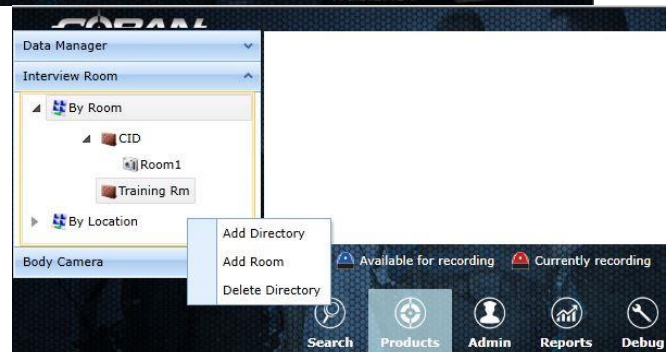 COBAN
Data Manager
Interview Room
By Room
CID
Room1
Training Rm
By Location
Add Directory
Add Room
Delete Directory
Body Camera
Available for recording
Currently recording
Search
Products
Admin
Reports
Debug